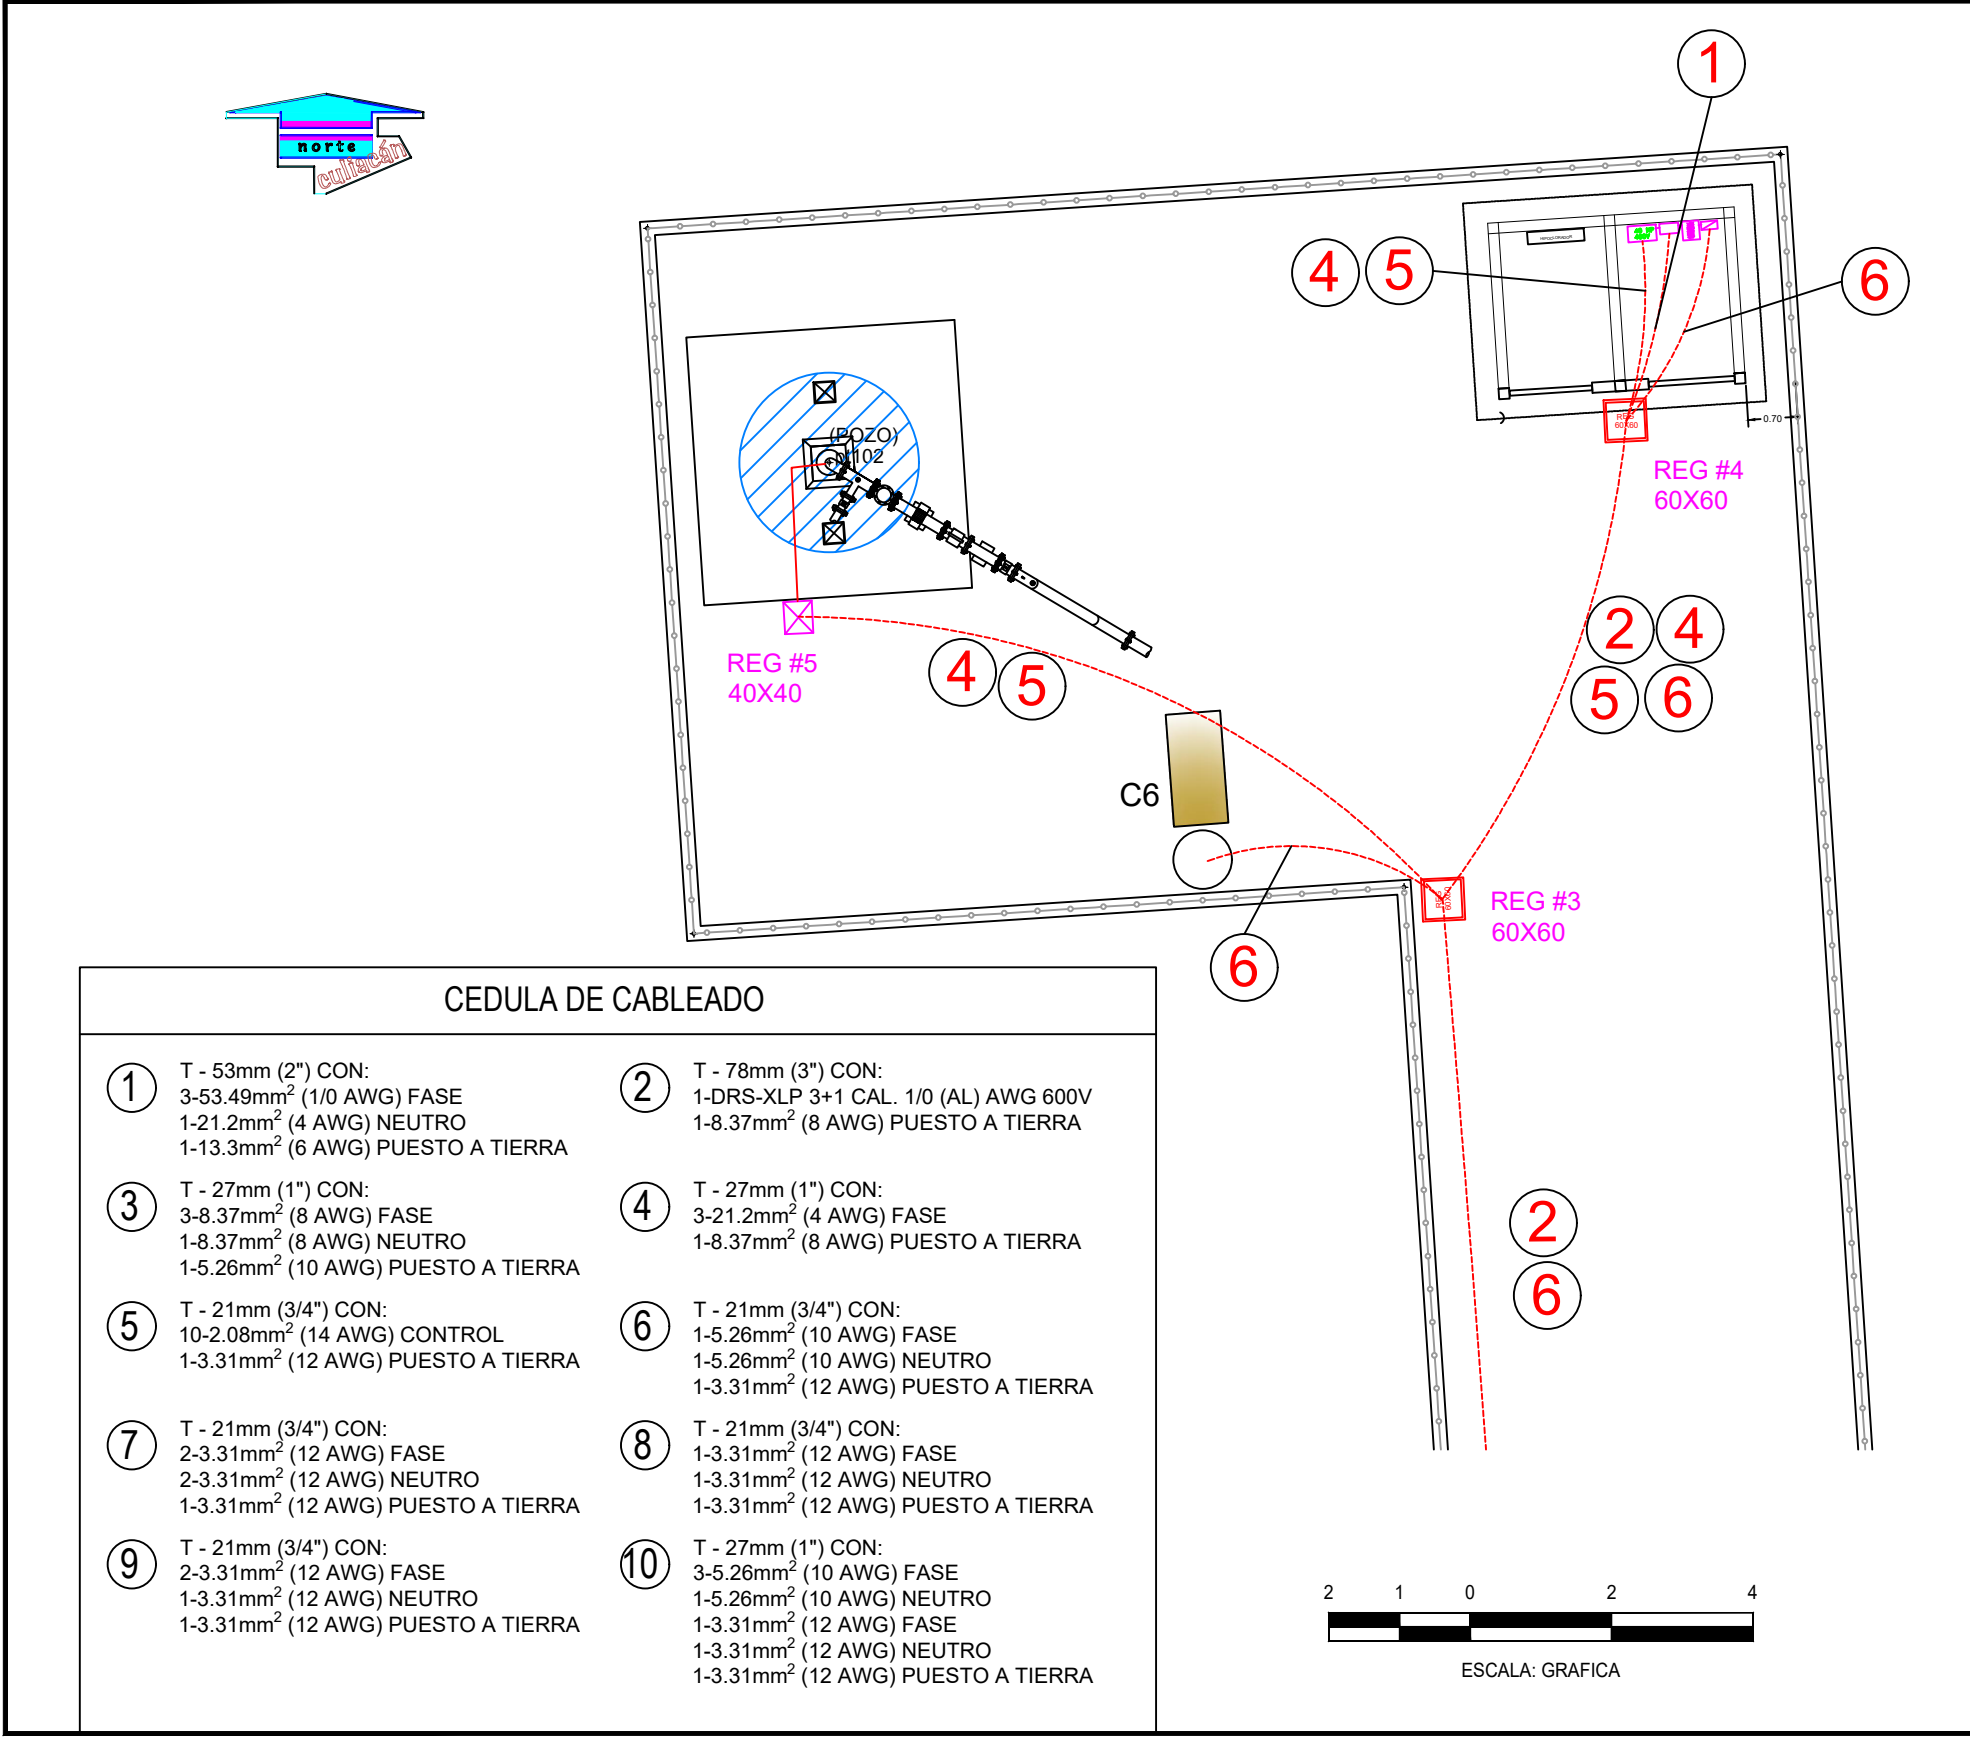 norte
culiacán
1
4
5
6
0.70
REG
60X60
REG #4
60X60
(POZO)
REG #5
40X40
4
5
2
4
5
6
C6
REG
60X60
REG #3
60X60
6
2
6
CEDULA DE CABLEADO
1
T - 53mm (2") CON:
3-53.49mm² (1/0 AWG) FASE
1-21.2mm² (4 AWG) NEUTRO
1-13.3mm² (6 AWG) PUESTO A TIERRA
2
T - 78mm (3") CON:
1-DRS-XLP 3+1 CAL. 1/0 (AL) AWG 600V
1-8.37mm² (8 AWG) PUESTO A TIERRA
3
T - 27mm (1") CON:
3-8.37mm² (8 AWG) FASE
1-8.37mm² (8 AWG) NEUTRO
1-5.26mm² (10 AWG) PUESTO A TIERRA
4
T - 27mm (1") CON:
3-21.2mm² (4 AWG) FASE
1-8.37mm² (8 AWG) PUESTO A TIERRA
5
T - 21mm (3/4") CON:
10-2.08mm² (14 AWG) CONTROL
1-3.31mm² (12 AWG) PUESTO A TIERRA
6
T - 21mm (3/4") CON:
1-5.26mm² (10 AWG) FASE
1-5.26mm² (10 AWG) NEUTRO
1-3.31mm² (12 AWG) PUESTO A TIERRA
7
T - 21mm (3/4") CON:
2-3.31mm² (12 AWG) FASE
2-3.31mm² (12 AWG) NEUTRO
1-3.31mm² (12 AWG) PUESTO A TIERRA
8
T - 21mm (3/4") CON:
1-3.31mm² (12 AWG) FASE
1-3.31mm² (12 AWG) NEUTRO
1-3.31mm² (12 AWG) PUESTO A TIERRA
9
T - 21mm (3/4") CON:
2-3.31mm² (12 AWG) FASE
1-3.31mm² (12 AWG) NEUTRO
1-3.31mm² (12 AWG) PUESTO A TIERRA
10
T - 27mm (1") CON:
3-5.26mm² (10 AWG) FASE
1-5.26mm² (10 AWG) NEUTRO
1-3.31mm² (12 AWG) FASE
1-3.31mm² (12 AWG) NEUTRO
1-3.31mm² (12 AWG) PUESTO A TIERRA
2 1 0 2 4
ESCALA: GRAFICA